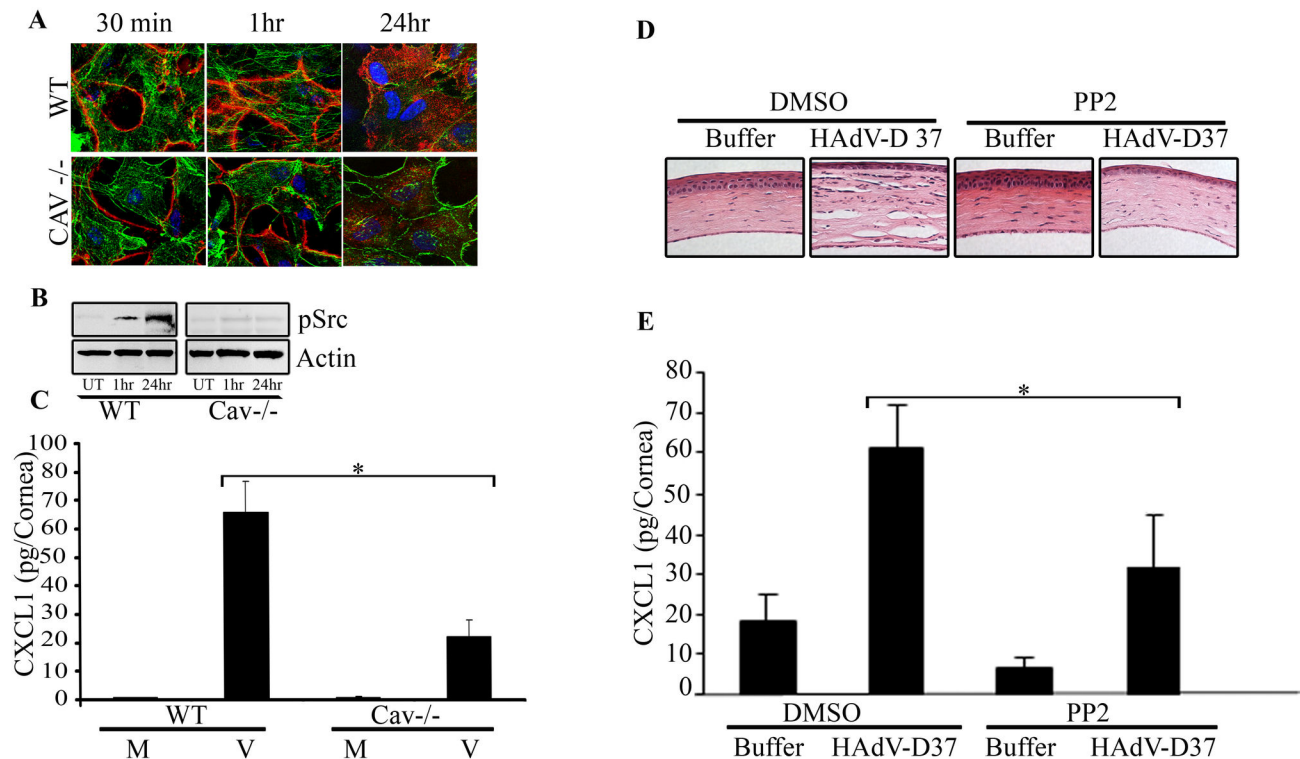 A
30 min 1hr 24hr
WT
CAV -/-
B
pSrc
Actin
UT 1hr 24hr UT 1hr 24hr
WT Cav-/-
C
CXCL1 (pg/Cornea)
100
90
80
70
60
50
40
30
20
10
0
*
WT Cav-/-
M V M V
D
DMSO PP2
Buffer HAdV-D 37 Buffer HAdV-D37
E
CXCL1 (pg/Cornea)
80
70
60
50
40
30
20
10
0
*
DMSO PP2
Buffer HAdV-D37 Buffer HAdV-D37